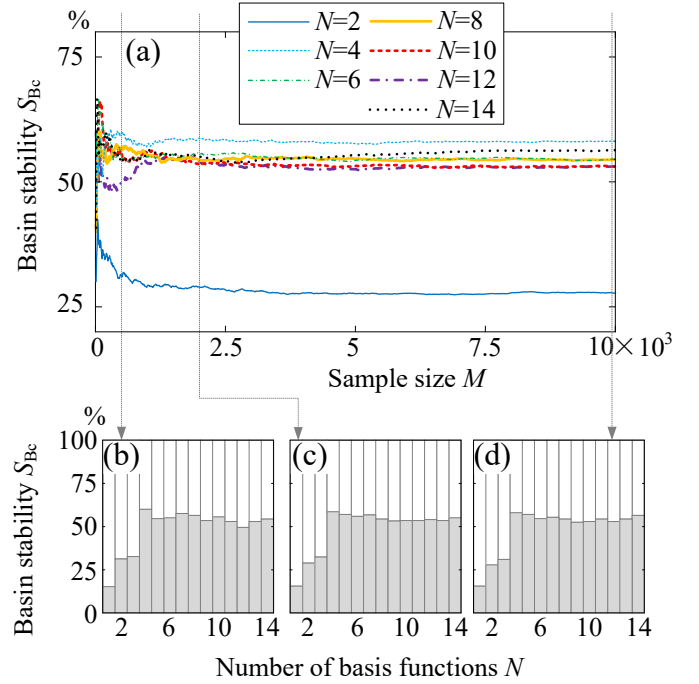 %
(a)
N=2
N=8
N=4
N=10
N=6
N=12
N=14
75
50
25
Basin stability S_Bc
0
2.5
5
7.5
10×10³
Sample size M
%
(b)
(c)
(d)
100
75
50
25
0
Basin stability S_Bc
2
6
10
14
2
6
10
14
2
6
10
14
Number of basis functions N